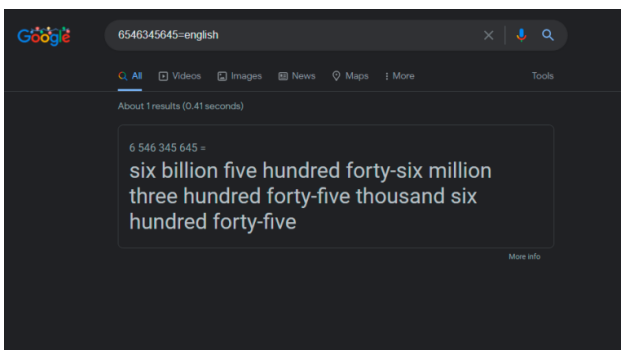 Google
6546345645=english
All Videos Images News Maps More Tools
About 1 results (0.41 seconds)
6 546 345 645 =
six billion five hundred forty-six million
three hundred forty-five thousand six
hundred forty-five
More info